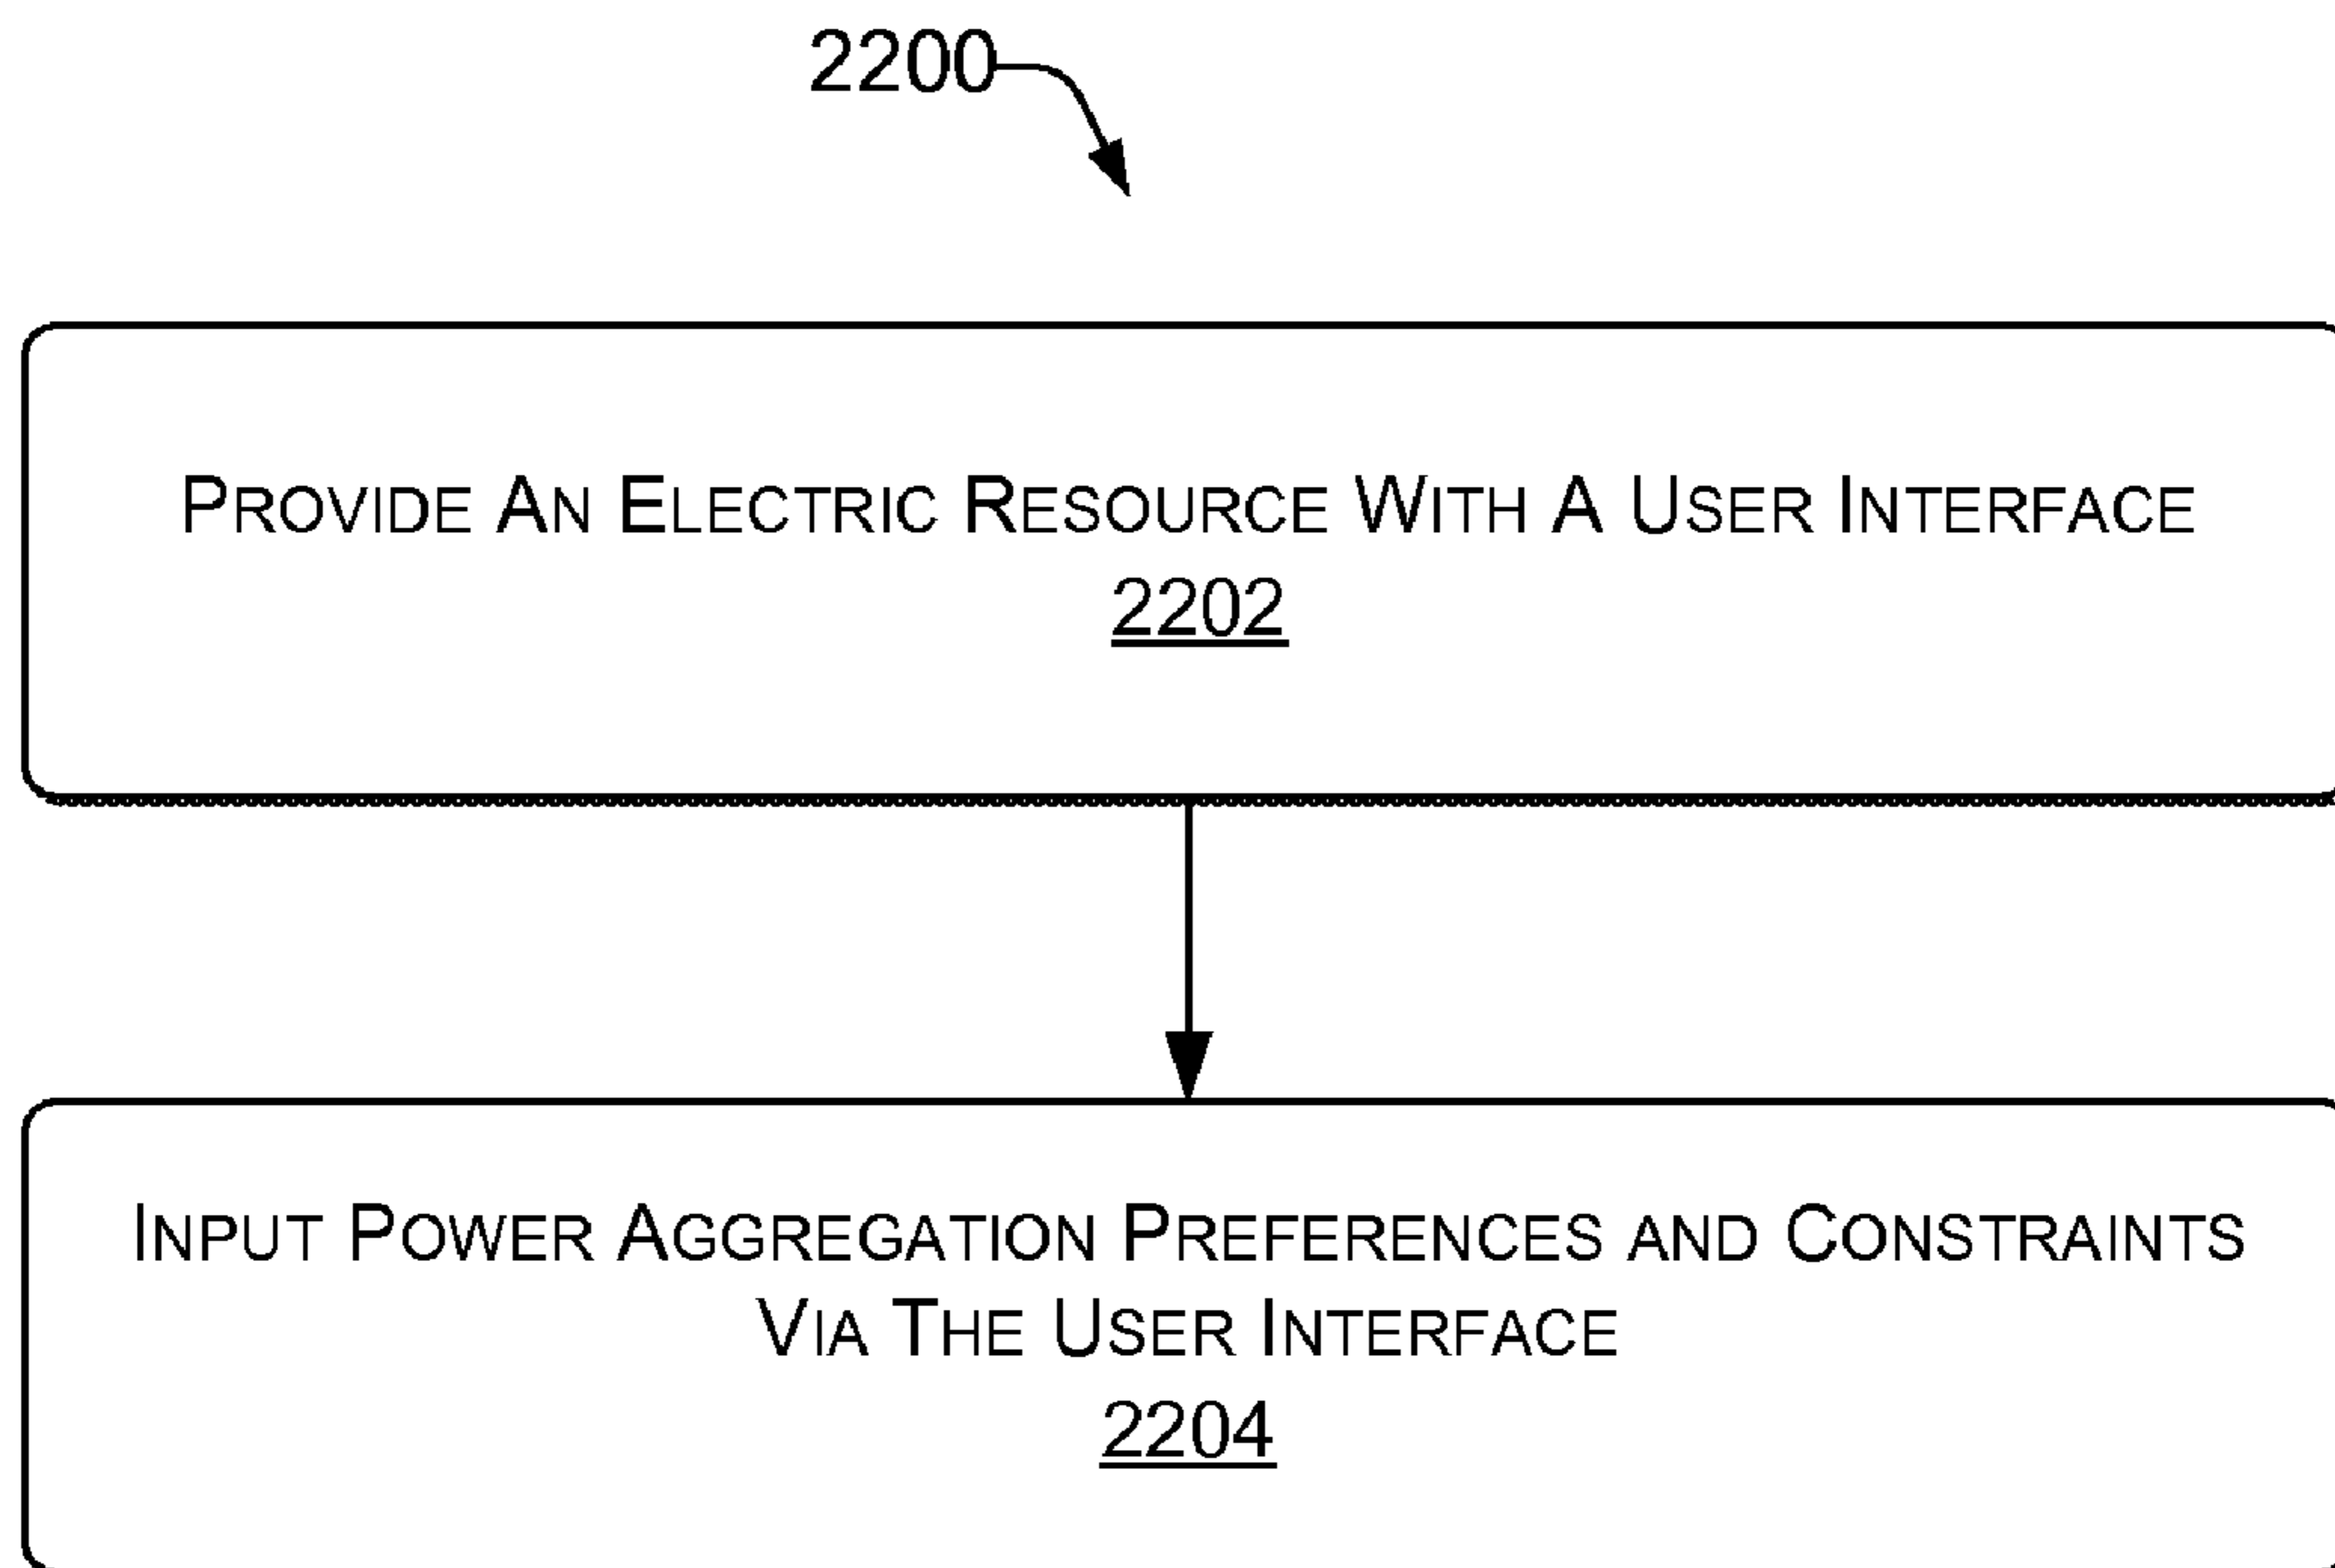 2200
PROVIDE AN ELECTRIC RESOURCE WITH A USER INTERFACE
2202
INPUT POWER AGGREGATION PREFERENCES AND CONSTRAINTS
VIA THE USER INTERFACE
2204